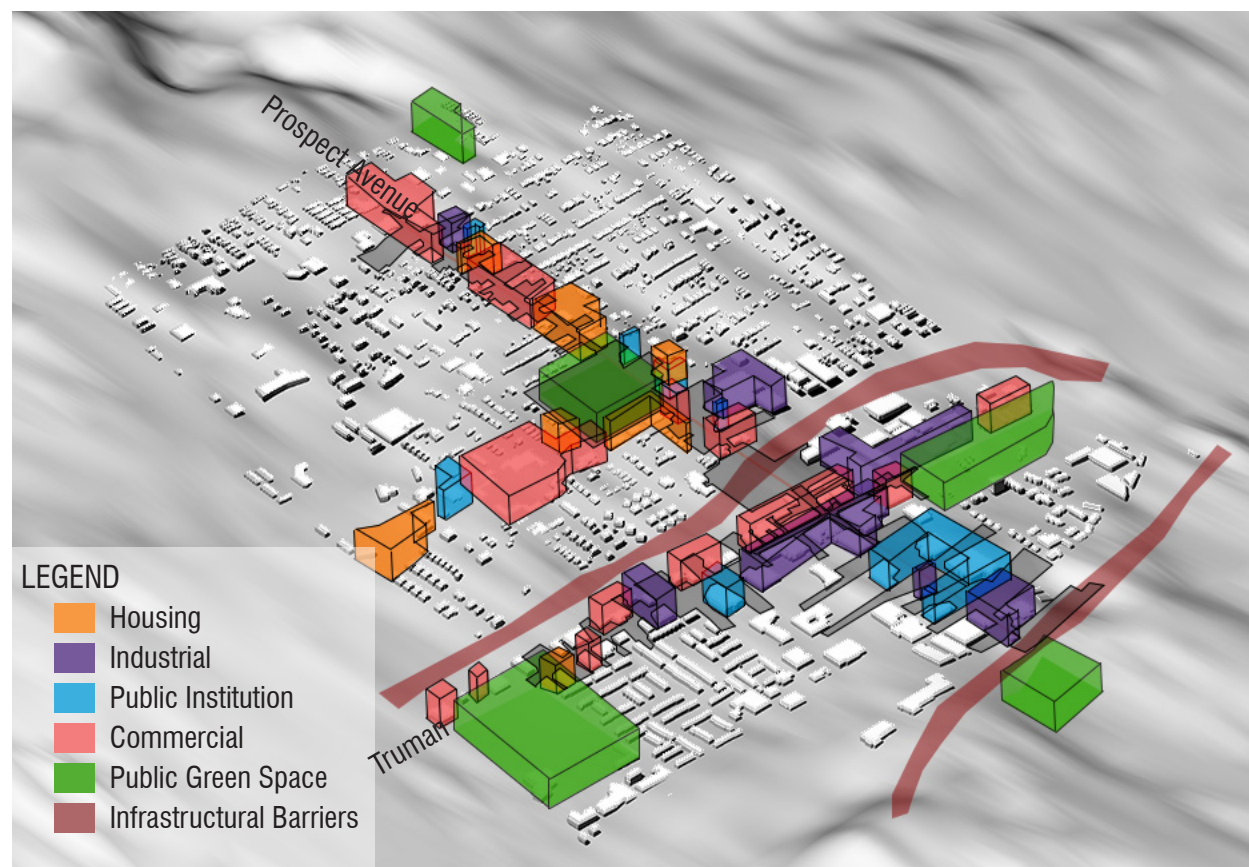 Prospect Avenue
Truman
LEGEND
Housing
Industrial
Public Institution
Commercial
Public Green Space
Infrastructural Barriers